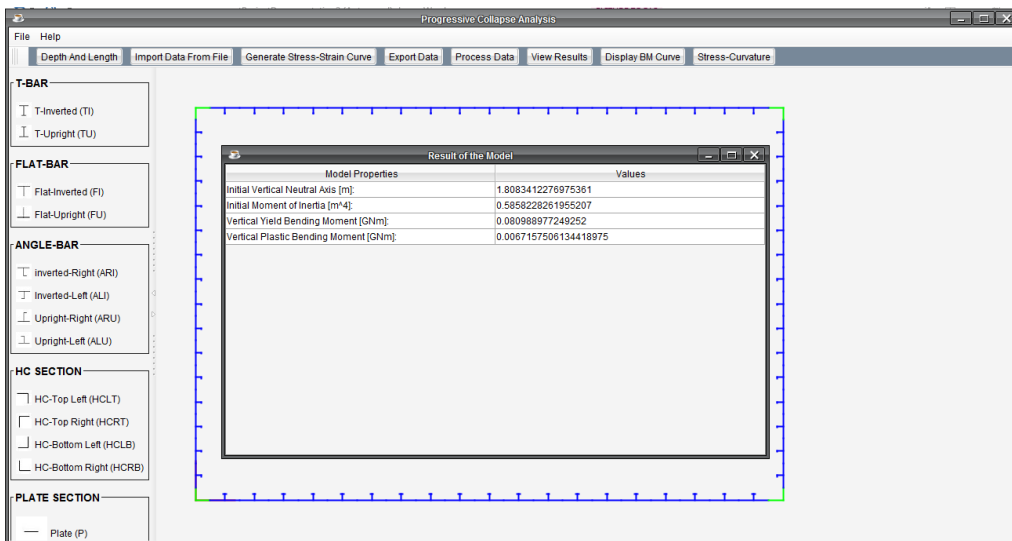 Progressive Collapse Analysis
File Help
Depth And Length Import Data From File Generate Stress-Strain Curve Export Data Process Data View Results Display BM Curve Stress-Curvature
T-BAR
T-Inverted (TI)
T-Upright (TU)
FLAT-BAR
Flat-Inverted (FI)
Flat-Upright (FU)
ANGLE-BAR
inverted-Right (ARI)
Inverted-Left (ALI)
Upright-Right (ARU)
Upright-Left (ALU)
HC SECTION
HC-Top Left (HCLT)
HC-Top Right (HCRT)
HC-Bottom Left (HCLB)
HC-Bottom Right (HCRB)
PLATE SECTION
Plate (P)
Result of the Model
Model Properties Values
Initial Vertical Neutral Axis [m]: 1.8083412276975361
Initial Moment of Inertia [m^4]: 0.5858228261955207
Vertical Yield Bending Moment [GNm]: 0.080988977249252
Vertical Plastic Bending Moment [GNm]: 0.0067157506134418975